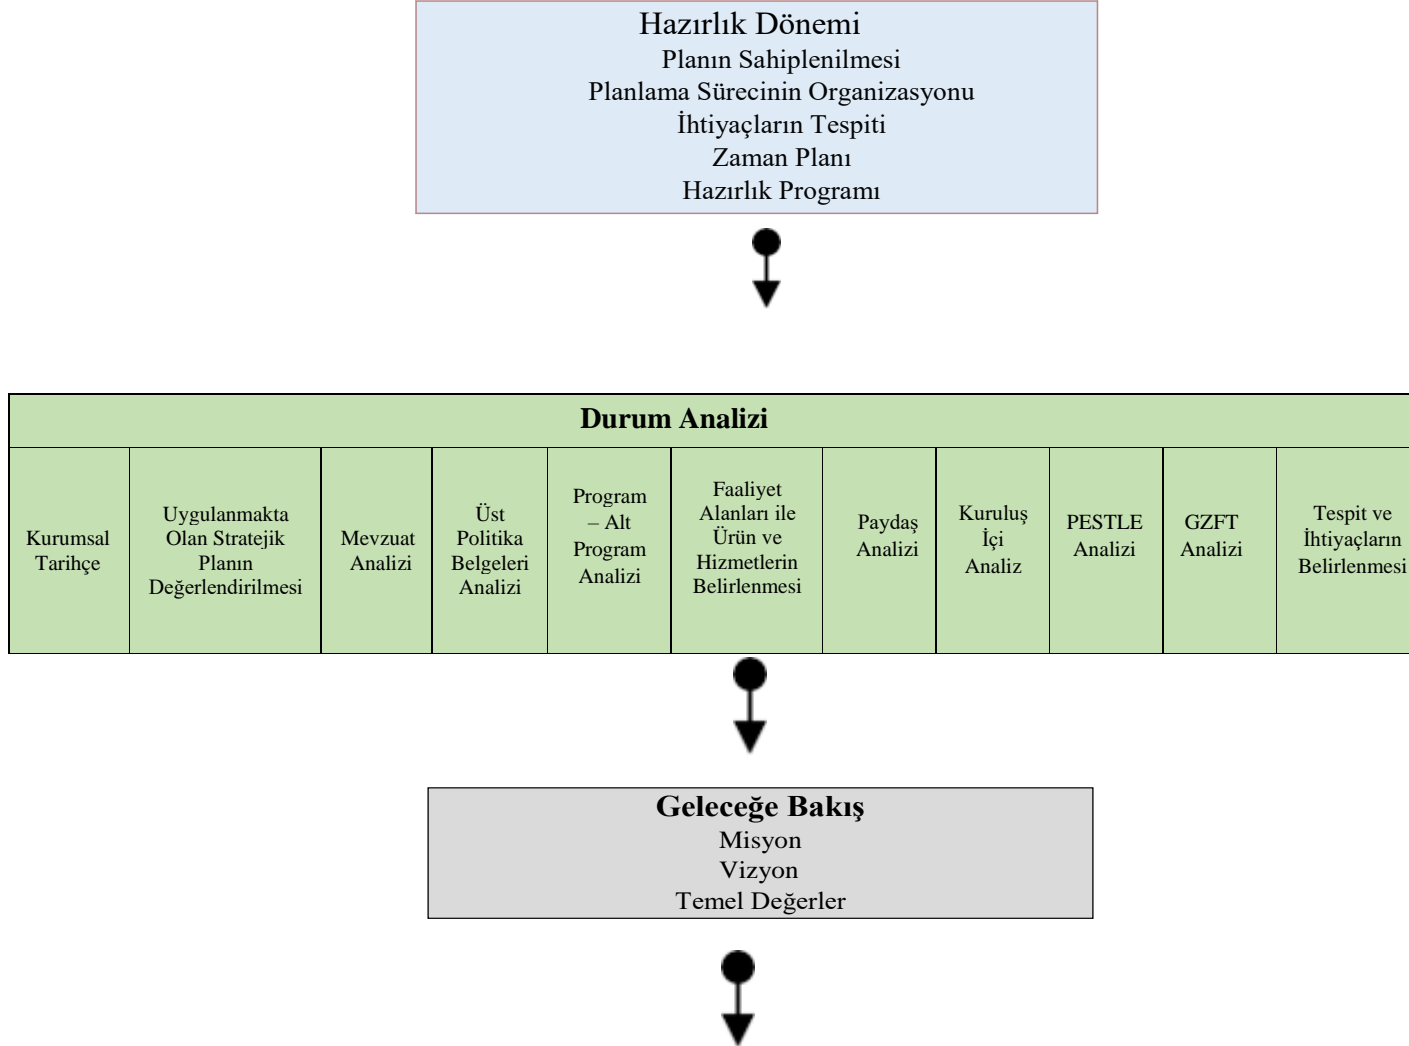 Hazırlık Dönemi
Planın Sahiplenilmesi
Planlama Sürecinin Organizasyonu
İhtiyaçların Tespiti
Zaman Planı
Hazırlık Programı
Durum Analizi
Kurumsal
Tarihçe
Uygulanmakta
Olan Stratejik
Planın
Değerlendirilmesi
Mevzuat
Analizi
Üst
Politika
Belgeleri
Analizi
Program
– Alt
Program
Analizi
Faaliyet
Alanları ile
Ürün ve
Hizmetlerin
Belirlenmesi
Paydaş
Analizi
Kuruluş
İçi
Analiz
PESTLE
Analizi
GZFT
Analizi
Tespit ve
İhtiyaçların
Belirlenmesi
Geleceğe Bakış
Misyon
Vizyon
Temel Değerler